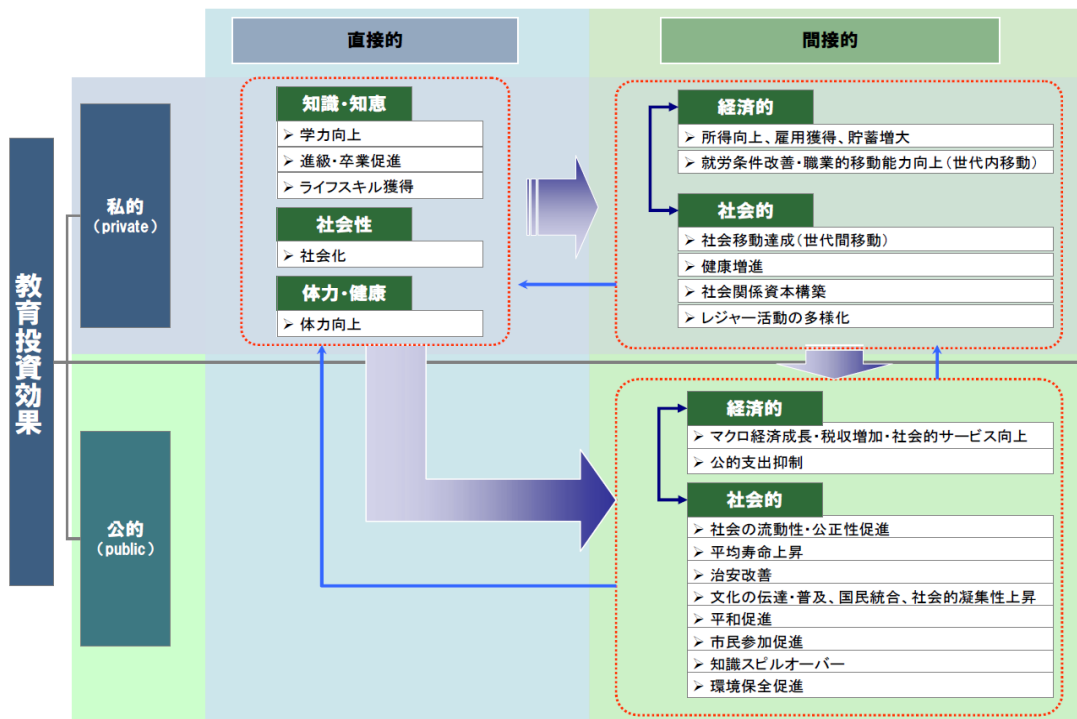 直接的
間接的
教育投資効果
私的
（private）
知識・知恵
➢ 学力向上
➢ 進級・卒業促進
➢ ライフスキル獲得
社会性
➢ 社会化
体力・健康
➢ 体力向上
経済的
➢ 所得向上、雇用獲得、貯蓄増大
➢ 就労条件改善・職業的移動能力向上（世代内移動）
社会的
➢ 社会移動達成（世代間移動）
➢ 健康増進
➢ 社会関係資本構築
➢ レジャー活動の多様化
公的
（public）
経済的
➢ マクロ経済成長・税収増加・社会的サービス向上
➢ 公的支出抑制
社会的
➢ 社会の流動性・公正性促進
➢ 平均寿命上昇
➢ 治安改善
➢ 文化の伝達・普及、国民統合、社会的凝集性上昇
➢ 平和促進
➢ 市民参加促進
➢ 知識スピルオーバー
➢ 環境保全促進